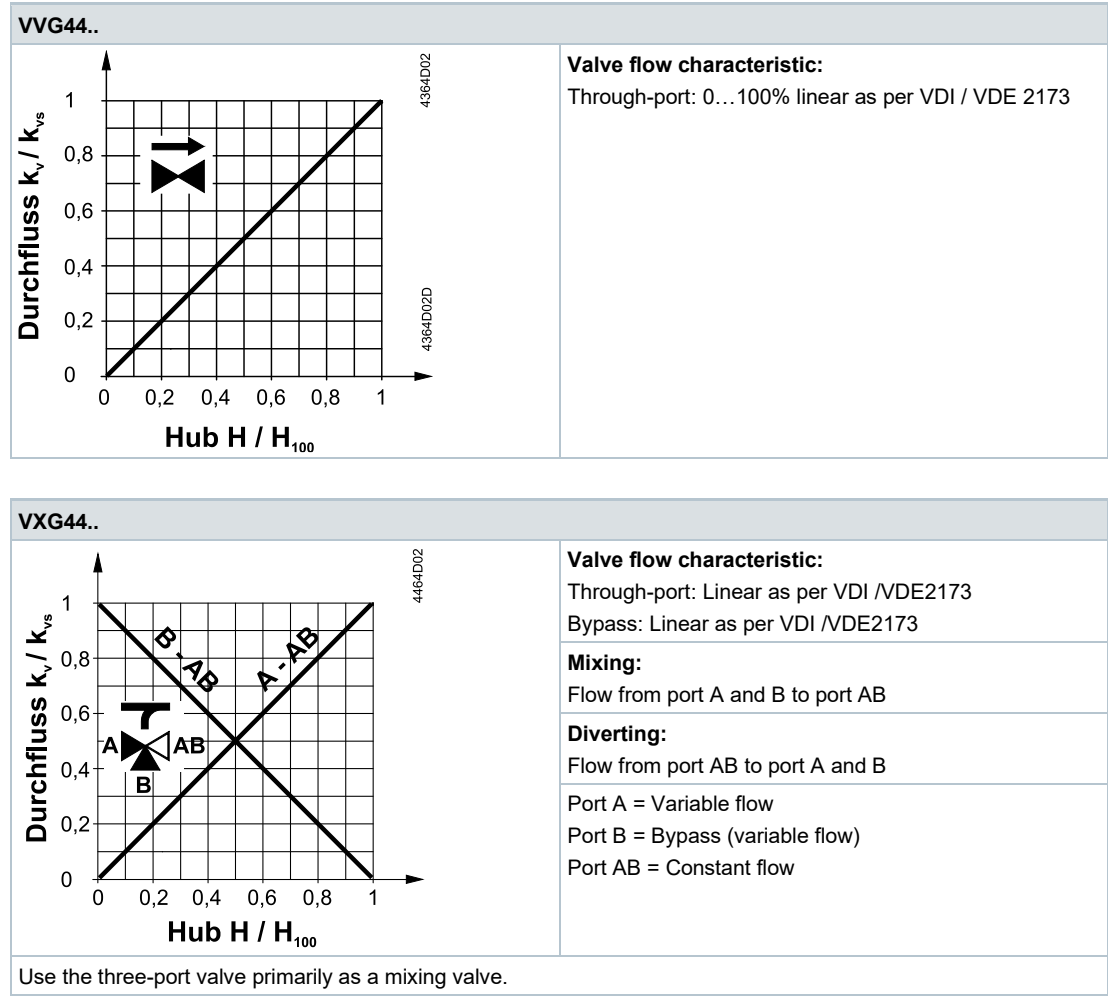 VVG44..
Durchfluss kv / kvs
1
0,8
0,6
0,4
0,2
0
0 0,2 0,4 0,6 0,8 1
Hub H / H100
4364D02
4364D02D
Valve flow characteristic:
Through-port: 0…100% linear as per VDI / VDE 2173
VXG44..
Durchfluss kv / kvs
1
0,8
0,6
0,4
0,2
0
B - AB
A - AB
A AB
B
0 0,2 0,4 0,6 0,8 1
Hub H / H100
4464D02
Valve flow characteristic:
Through-port: Linear as per VDI /VDE2173
Bypass: Linear as per VDI /VDE2173
Mixing:
Flow from port A and B to port AB
Diverting:
Flow from port AB to port A and B
Port A = Variable flow
Port B = Bypass (variable flow)
Port AB = Constant flow
Use the three-port valve primarily as a mixing valve.